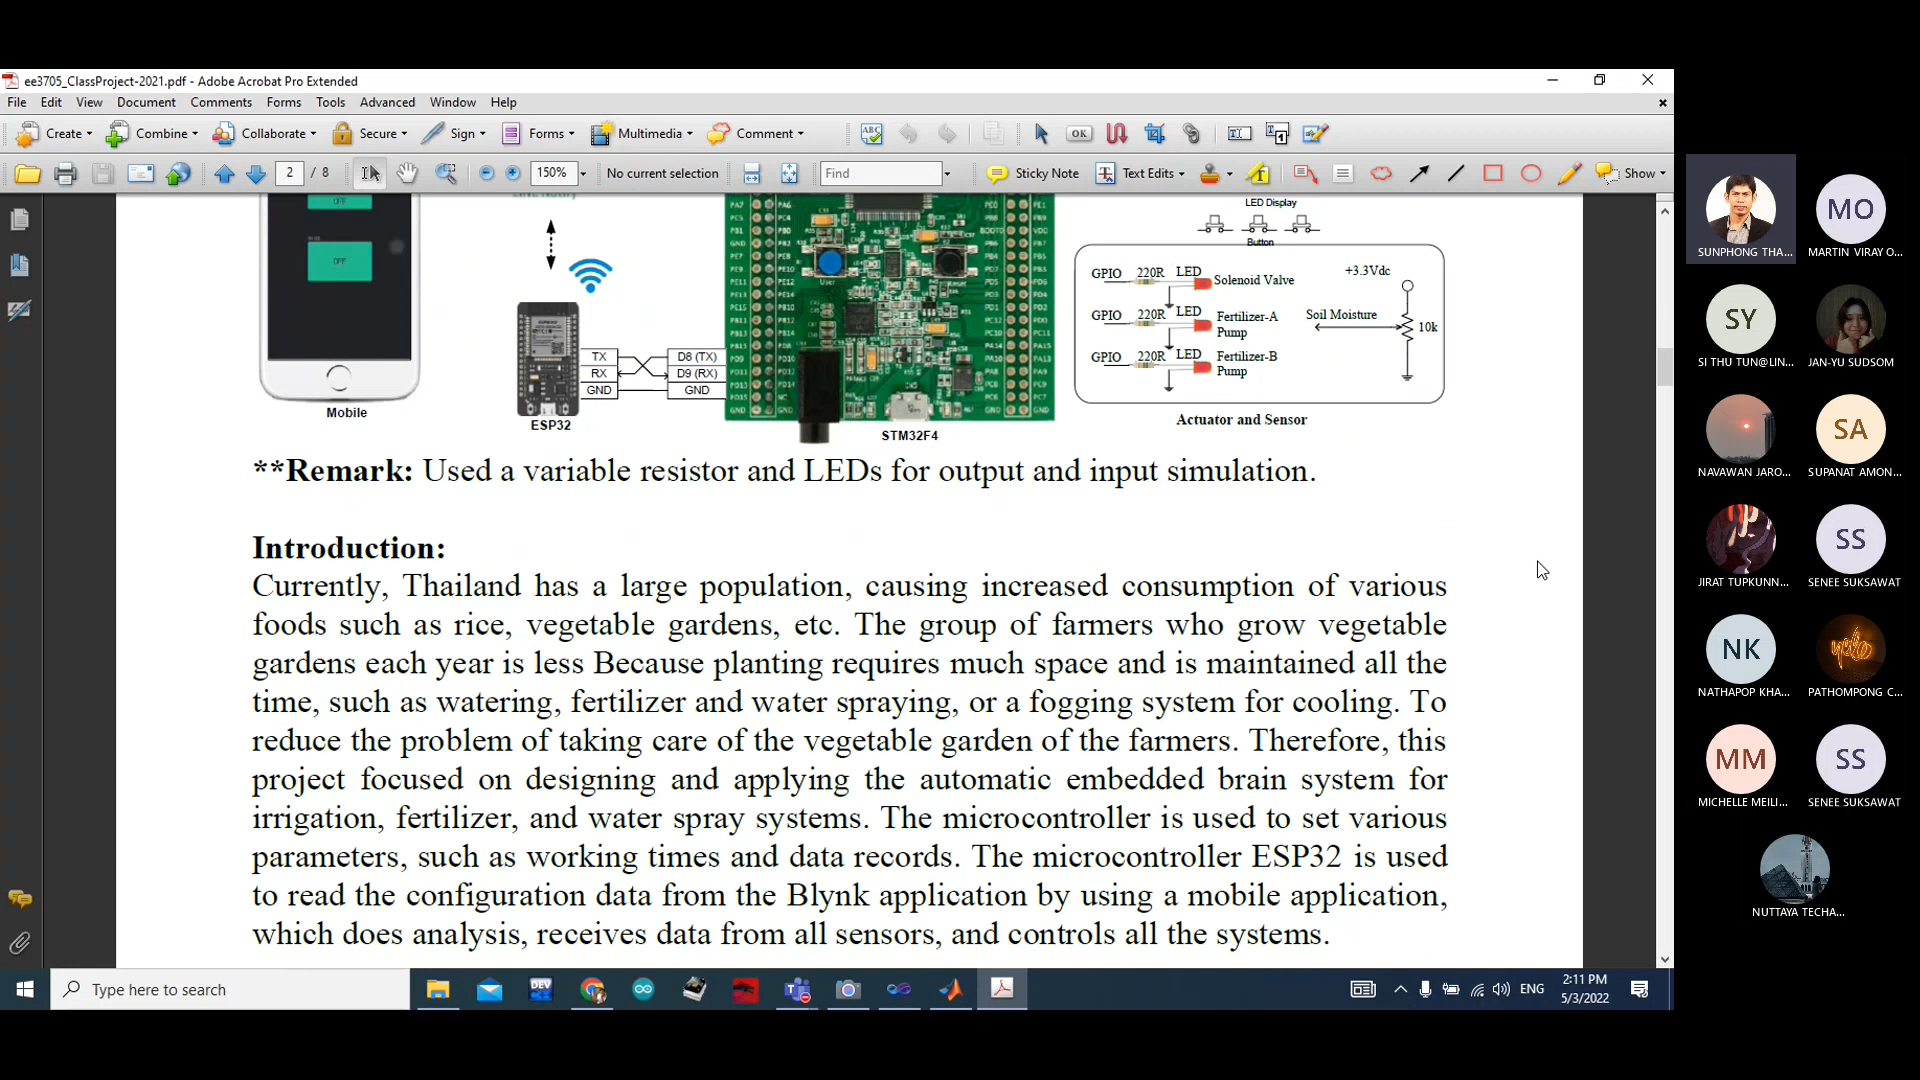 ee3705_ClassProject-2021.pdf - Adobe Acrobat Pro Extended
File Edit View Document Comments Forms Tools Advanced Window Help
Create Combine Collaborate Secure Sign Forms Multimedia Comment
2 / 8 150% No current selection Find Sticky Note Text Edits Show
OFF
OFF
Mobile
TX D8 (TX)
RX D9 (RX)
GND GND
ESP32
STM32F4
LED Display
Button
GPIO 220R LED Solenoid Valve
+3.3Vdc
GPIO 220R LED Fertilizer-A Pump
Soil Moisture 10k
GPIO 220R LED Fertilizer-B Pump
Actuator and Sensor
**Remark: Used a variable resistor and LEDs for output and input simulation.
Introduction:
Currently, Thailand has a large population, causing increased consumption of various
foods such as rice, vegetable gardens, etc. The group of farmers who grow vegetable
gardens each year is less Because planting requires much space and is maintained all the
time, such as watering, fertilizer and water spraying, or a fogging system for cooling. To
reduce the problem of taking care of the vegetable garden of the farmers. Therefore, this
project focused on designing and applying the automatic embedded brain system for
irrigation, fertilizer, and water spray systems. The microcontroller is used to set various
parameters, such as working times and data records. The microcontroller ESP32 is used
to read the configuration data from the Blynk application by using a mobile application,
which does analysis, receives data from all sensors, and controls all the systems.
Type here to search
DEV
ENG
2:11 PM
5/3/2022
SUNPHONG THA...
MO
MARTIN VIRAY O...
SY
SI THU TUN@LIN...
JAN-YU SUDSOM
NAVAWAN JARO...
SA
SUPANAT AMON...
JIRAT TUPKUNN...
SS
SENEE SUKSAWAT
NK
NATHAPOP KHA...
yolo
PATHOMPONG C...
MM
MICHELLE MEILI...
SS
SENEE SUKSAWAT
NUTTAYA TECHA...